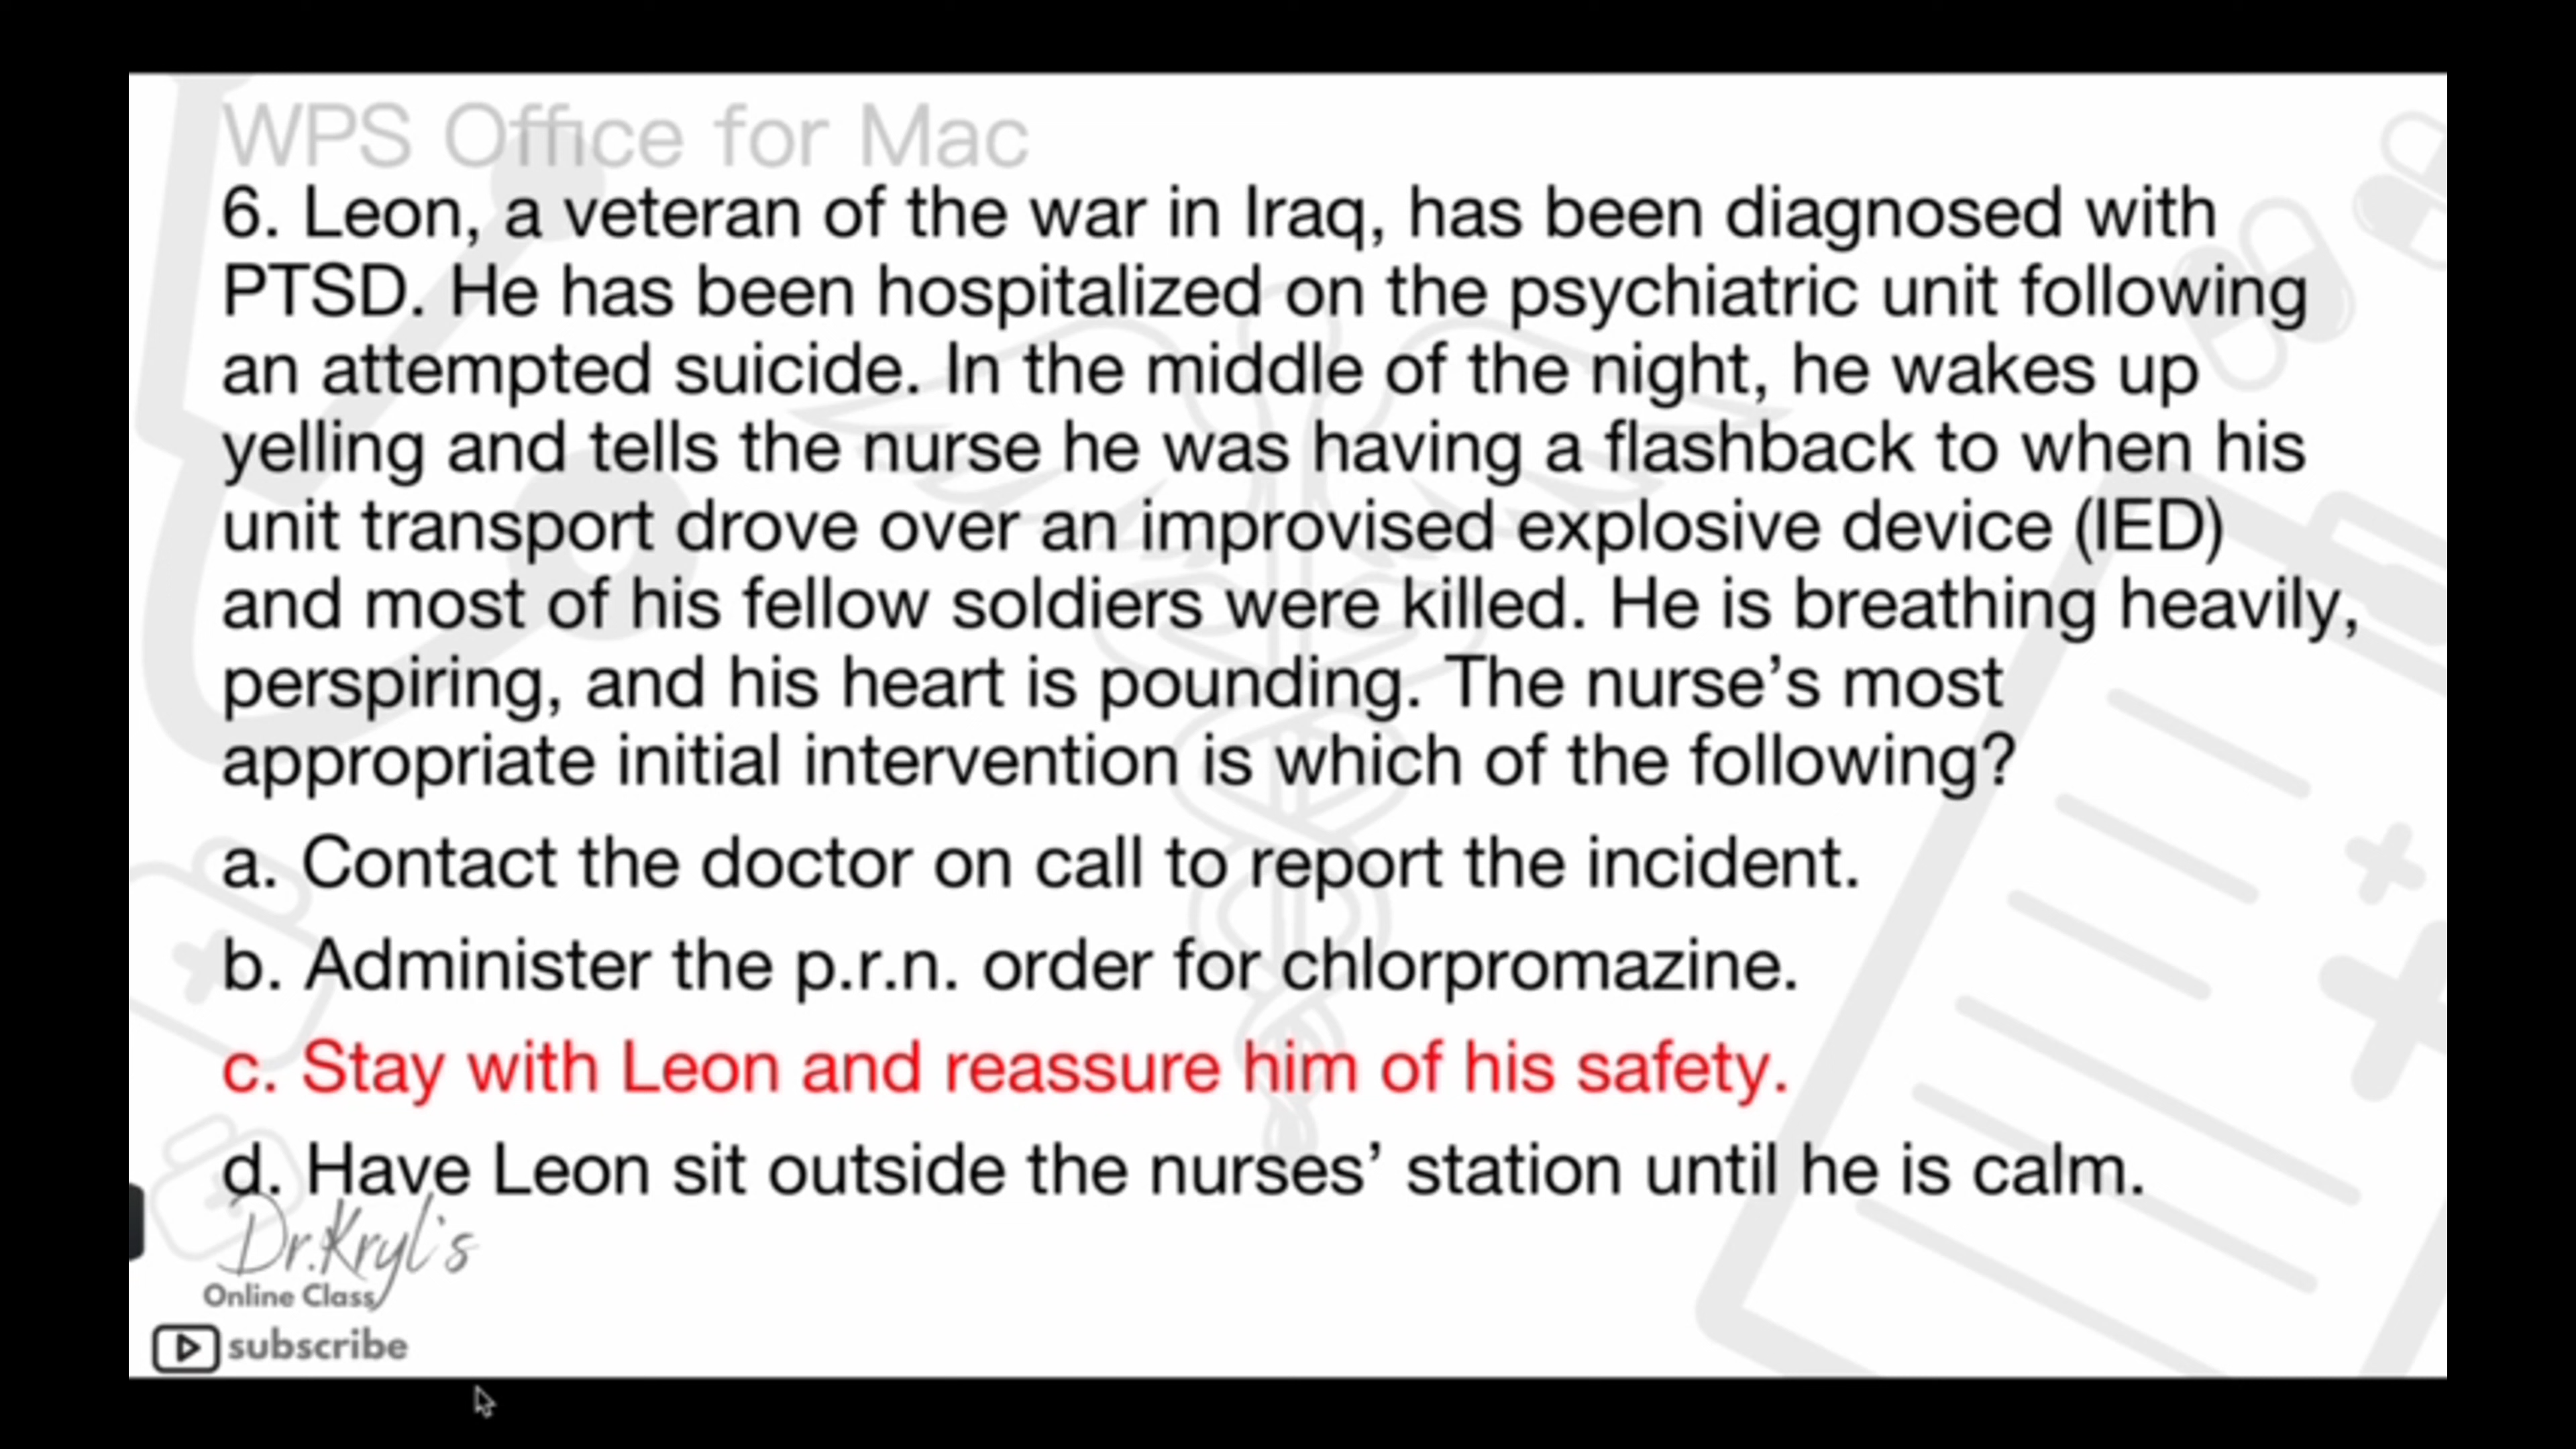 WPS Office for Mac
6. Leon, a veteran of the war in Iraq, has been diagnosed with
PTSD. He has been hospitalized on the psychiatric unit following
an attempted suicide. In the middle of the night, he wakes up
yelling and tells the nurse he was having a flashback to when his
unit transport drove over an improvised explosive device (IED)
and most of his fellow soldiers were killed. He is breathing heavily,
perspiring, and his heart is pounding. The nurse’s most
appropriate initial intervention is which of the following?
a. Contact the doctor on call to report the incident.
b. Administer the p.r.n. order for chlorpromazine.
c. Stay with Leon and reassure him of his safety.
d. Have Leon sit outside the nurses’ station until he is calm.
Dr.Kryl's
Online Class
subscribe